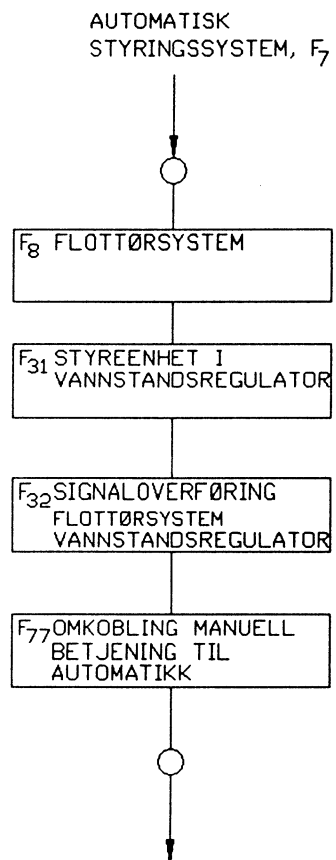 AUTOMATISK
STYRINGSSYSTEM, F7
F8 FLOTTØRSYSTEM
F31 STYREENHET I
VANNSTANDSREGULATOR
F32 SIGNALOVERFØRING
FLOTTØRSYSTEM
VANNSTANDSREGULATOR
F77 OMKOBLING MANUELL
BETJENING TIL
AUTOMATIKK